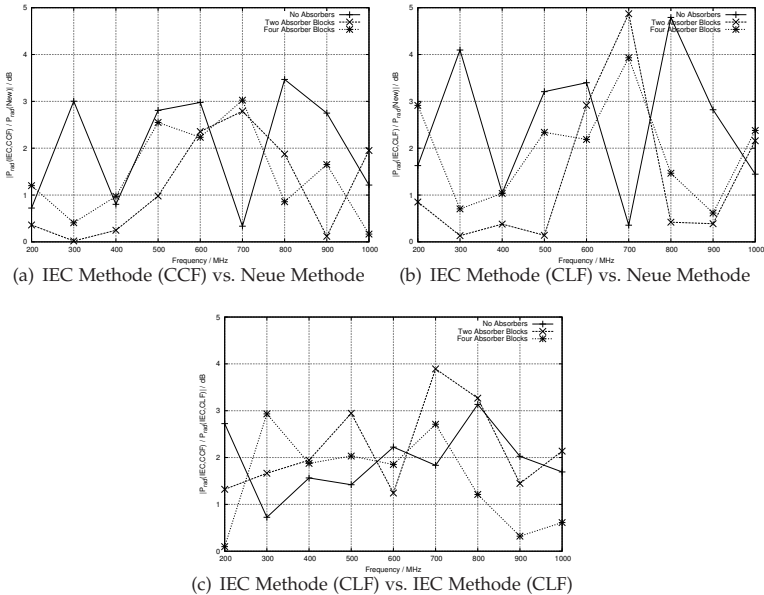 5
4
3
2
1
0
200 300 400 500 600 700 800 900 1000
|P_rad(IEC,CCF) / P_rad(New)| / dB
Frequency / MHz
No Absorbers
Two Absorber Blocks
Four Absorber Blocks
(a) IEC Methode (CCF) vs. Neue Methode
5
4
3
2
1
0
200 300 400 500 600 700 800 900 1000
|P_rad(IEC,CLF) / P_rad(New)| / dB
Frequency / MHz
No Absorbers
Two Absorber Blocks
Four Absorber Blocks
(b) IEC Methode (CLF) vs. Neue Methode
5
4
3
2
1
0
200 300 400 500 600 700 800 900 1000
|P_rad(IEC,CCF) / P_rad(IEC,CLF)| / dB
Frequency / MHz
No Absorbers
Two Absorber Blocks
Four Absorber Blocks
(c) IEC Methode (CLF) vs. IEC Methode (CLF)